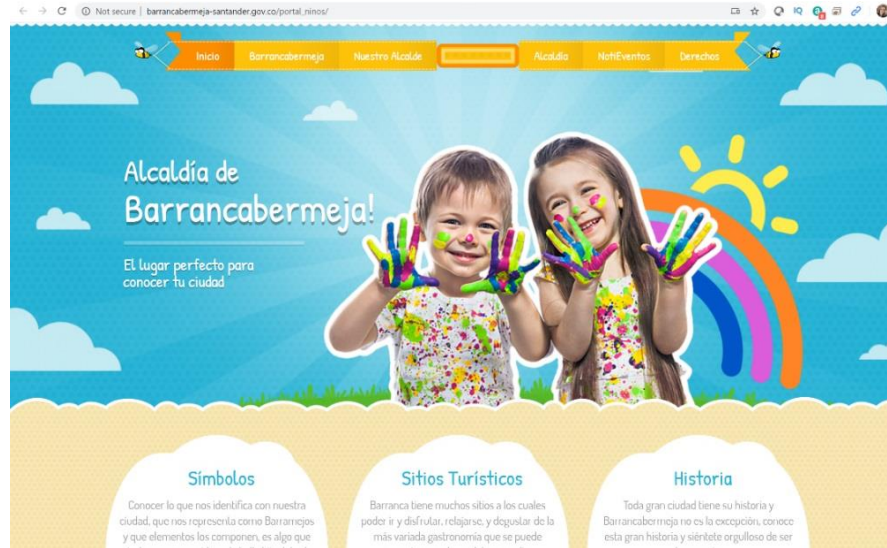 Not secure | barrancabermeja-santander.gov.co/portal_ninos/
Inicio Barrancabermeja Nuestro Alcalde Alcaldía NotiEventos Derechos
Alcaldía de
Barrancabermeja!
El lugar perfecto para
conocer tu ciudad
Símbolos Sitios Turísticos Historia
Conocer lo que nos identifica con nuestra
ciudad, que nos representa como Barramejos
y que elementos los componen, es algo que
Barranca tiene muchos sitios a los cuales
poder ir y disfrutar, relajarse, y degustar de la
más variada gastronomía que se puede
Toda gran ciudad tiene su historia y
Barrancabermeja no es la excepción, conoce
esta gran historia y siéntete orgulloso de ser